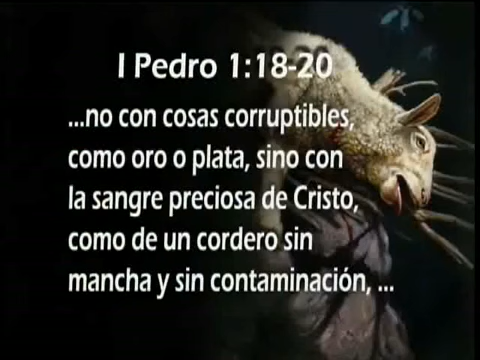 I Pedro 1:18-20
...no con cosas corruptibles,
como oro o plata, sino con
la sangre preciosa de Cristo,
como de un cordero sin
mancha y sin contaminación, ...